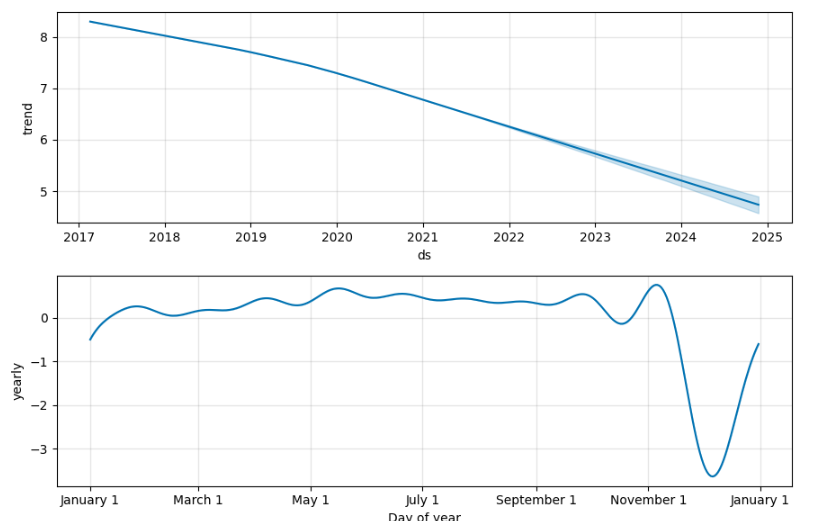 trend
8
7
6
5
2017 2018 2019 2020 2021 2022 2023 2024 2025
ds
yearly
0
−1
−2
−3
January 1 March 1 May 1 July 1 September 1 November 1 January 1
Day of year